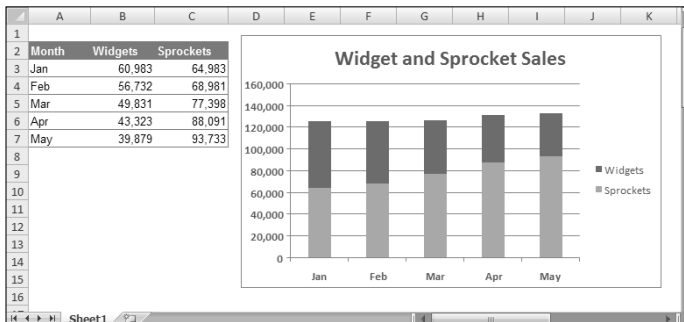 A B C D E F G H I J K
1
2 Month Widgets Sprockets
3 Jan 60,983 64,983
4 Feb 56,732 68,981
5 Mar 49,831 77,398
6 Apr 43,323 88,091
7 May 39,879 93,733
8
9
10
11
12
13
14
15
16
Widget and Sprocket Sales
160,000
140,000
120,000
100,000
80,000
60,000
40,000
20,000
0
Jan Feb Mar Apr May
Widgets
Sprockets
Sheet1